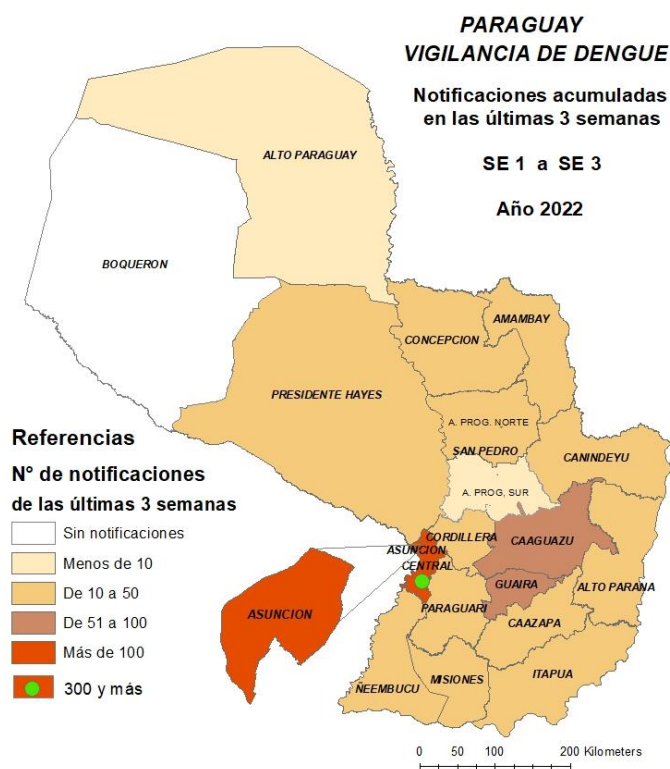 PARAGUAY
VIGILANCIA DE DENGUE
Notificaciones acumuladas
en las últimas 3 semanas
SE 1 a SE 3
Año 2022
ALTO PARAGUAY
BOQUERON
AMAMBAY
CONCEPCION
PRESIDENTE HAYES
A. PROG. NORTE
SAN PEDRO
CANINDEYU
A. PROG, SUR
CORDILLERA
CAAGUAZU
ASUNCION
CENTRAL
GUAIRA
ALTO PARANA
ASUNCION
PARAGUARI
CAAZAPA
ITAPUA
MISIONES
ÑEEMBUCU
Referencias
N° de notificaciones
de las últimas 3 semanas
Sin notificaciones
Menos de 10
De 10 a 50
De 51 a 100
Más de 100
300 y más
0 50 100 200 Kilometers